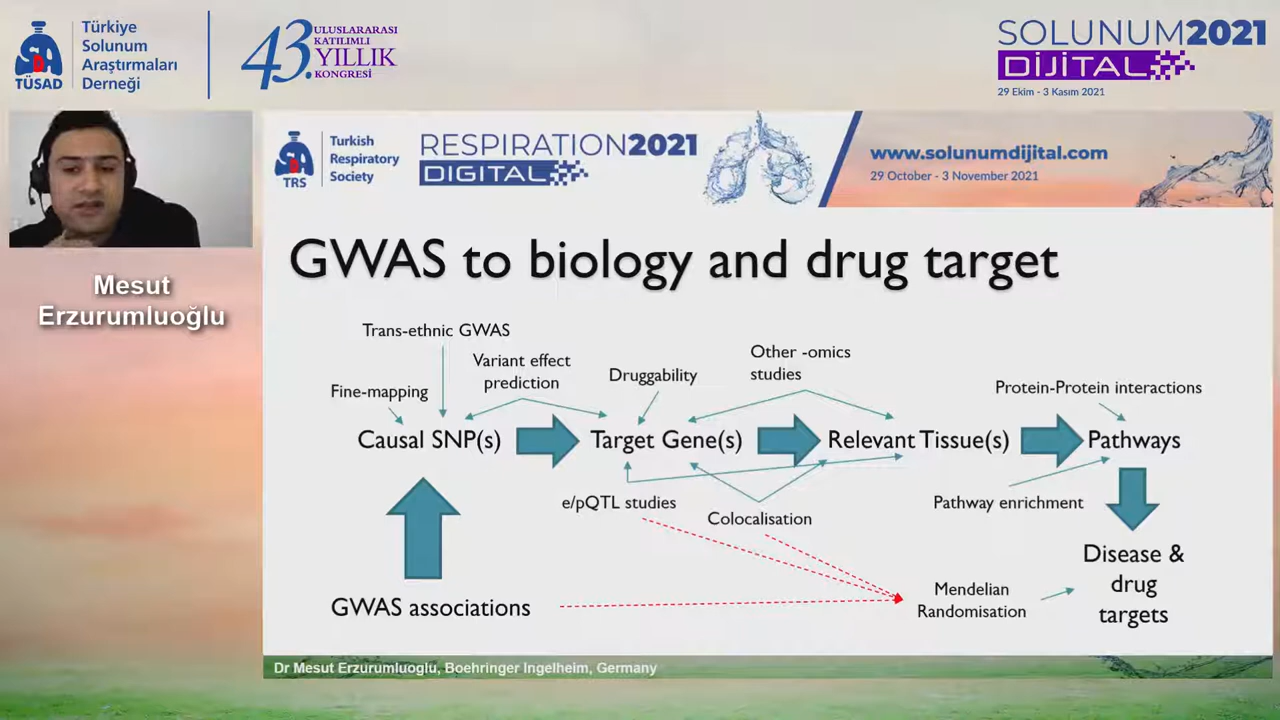 TÜSAD
Türkiye
Solunum
Araştırmaları
Derneği
43.
ULUSLARARASI
KATILIMLI
YILLIK
KONGRESİ
SOLUNUM2021
DİJİTAL
29 Ekim - 3 Kasım 2021
TRS
Turkish
Respiratory
Society
RESPIRATION2021
DIGITAL
www.solunumdijital.com
29 October - 3 November 2021
Mesut
Erzurumluoğlu
GWAS to biology and drug target
Trans-ethnic GWAS
Variant effect
prediction
Fine-mapping
Druggability
Other -omics
studies
Protein-Protein interactions
Causal SNP(s)
Target Gene(s)
Relevant Tissue(s)
Pathways
e/pQTL studies
Colocalisation
Pathway enrichment
Disease &
drug
targets
Mendelian
Randomisation
GWAS associations
Dr Mesut Erzurumluoglu, Boehringer Ingelheim, Germany